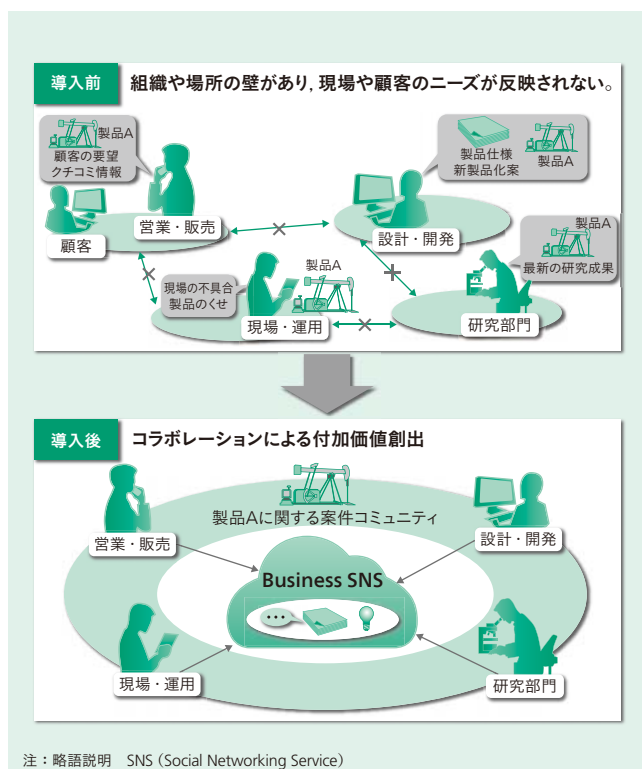 導入前
組織や場所の壁があり, 現場や顧客のニーズが反映されない。
製品A
顧客の要望
クチコミ情報
製品仕様
新製品化案
製品A
営業・販売
顧客
設計・開発
製品A
最新の研究成果
現場の不具合
製品のくせ
製品A
現場・運用
研究部門
導入後
コラボレーションによる付加価値創出
製品Aに関する案件コミュニティ
営業・販売
設計・開発
Business SNS
現場・運用
研究部門
注：略語説明　SNS（Social Networking Service）